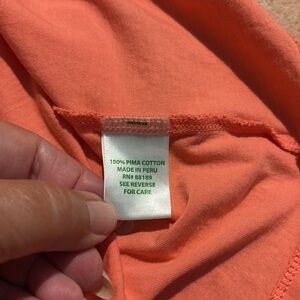 100% PIMA COTTON
MADE IN PERU
RN# 88189
SEE REVERSE
FOR CARE